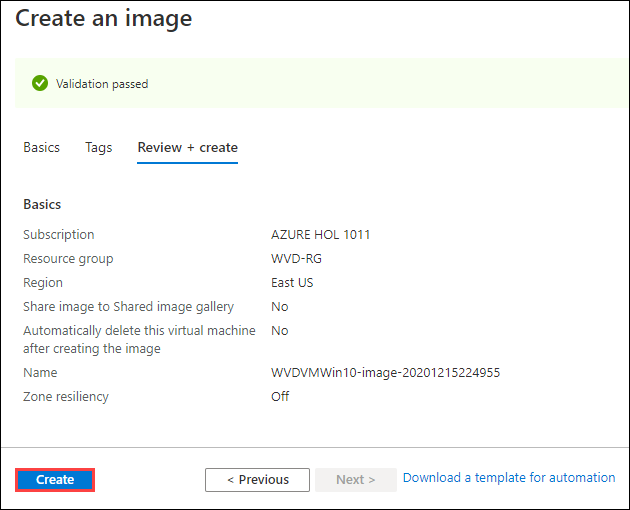 Create an image
Validation passed
Basics Tags Review + create
Basics
Subscription AZURE HOL 1011
Resource group WVD-RG
Region East US
Share image to Shared image gallery No
Automatically delete this virtual machine No
after creating the image
Name WVDVMWin10-image-20201215224955
Zone resiliency Off
Create < Previous Next > Download a template for automation